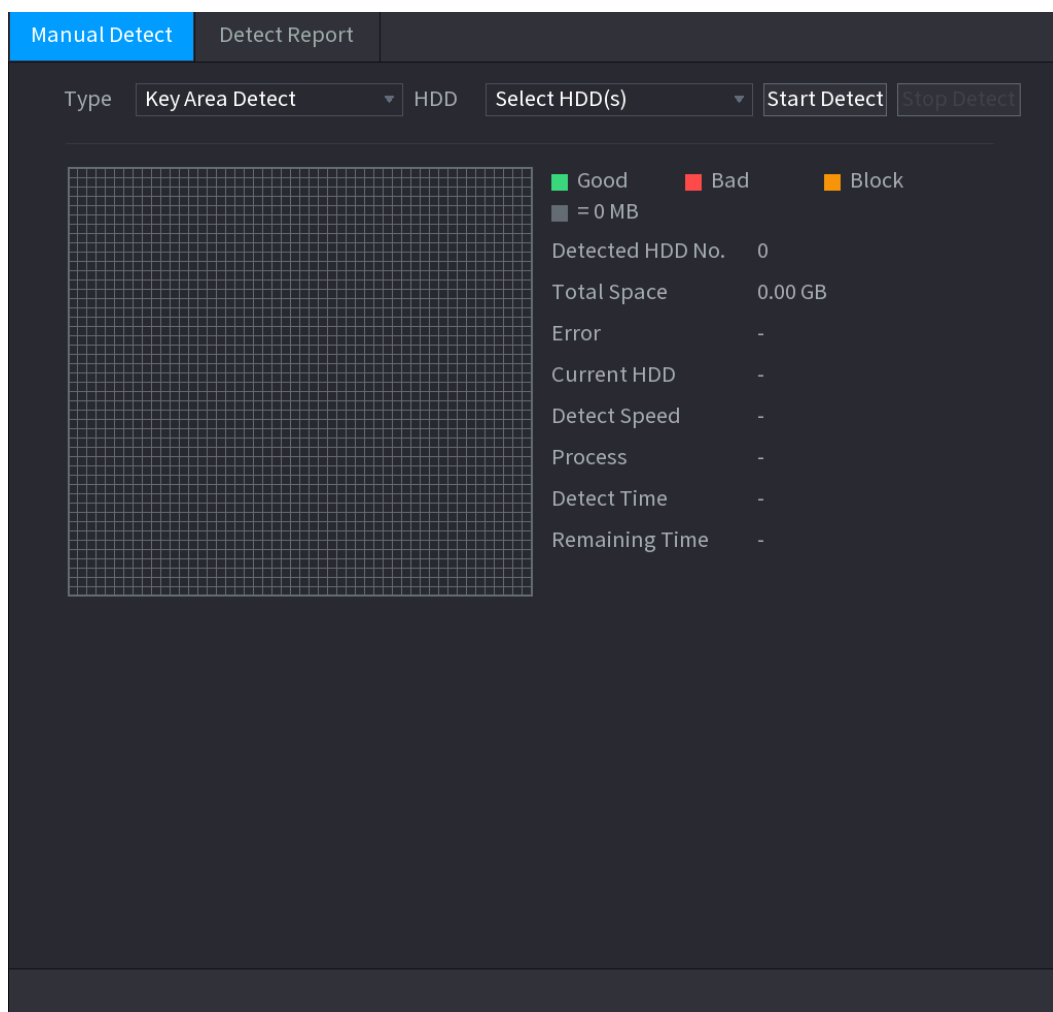 Manual Detect Detect Report
Type Key Area Detect HDD Select HDD(s) Start Detect Stop Detect
Good Bad Block
= 0 MB
Detected HDD No. 0
Total Space 0.00 GB
Error -
Current HDD -
Detect Speed -
Process -
Detect Time -
Remaining Time -